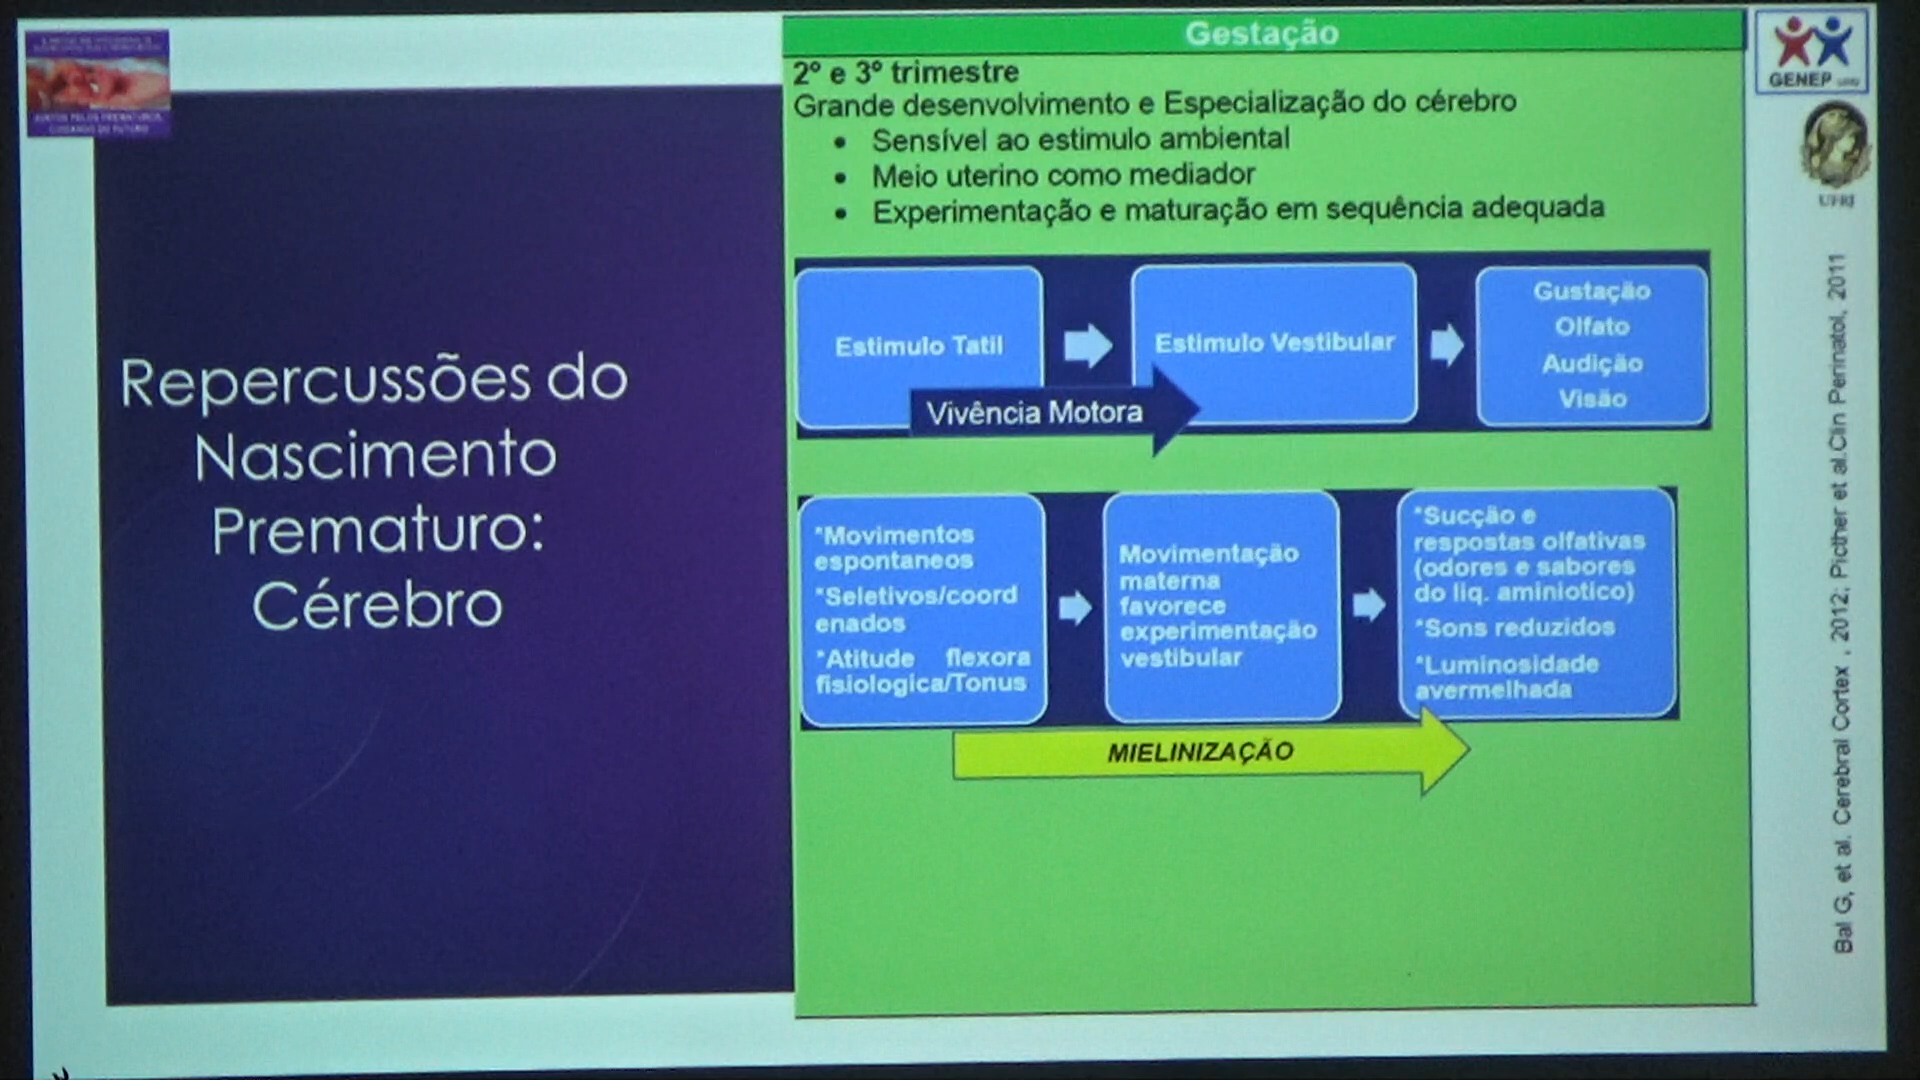 Repercussões do
Nascimento
Prematuro:
Cérebro
Gestação
2º e 3º trimestre
Grande desenvolvimento e Especialização do cérebro
• Sensível ao estimulo ambiental
• Meio uterino como mediador
• Experimentação e maturação em sequência adequada
Estimulo Tatil
Estimulo Vestibular
Gustação
Olfato
Audição
Visão
Vivência Motora
*Movimentos
espontaneos
*Seletivos/coord
enados
*Atitude flexora
fisiologica/Tonus
Movimentação
materna
favorece
experimentação
vestibular
*Sucção e
respostas olfativas
(odores e sabores
do liq. aminiotico)
*Sons reduzidos
*Luminosidade
avermelhada
MIELINIZAÇÃO
GENEP
UFRJ
Bal G, et al. Cerebral Cortex , 2012; Picther et al.Clin Perinatol, 2011